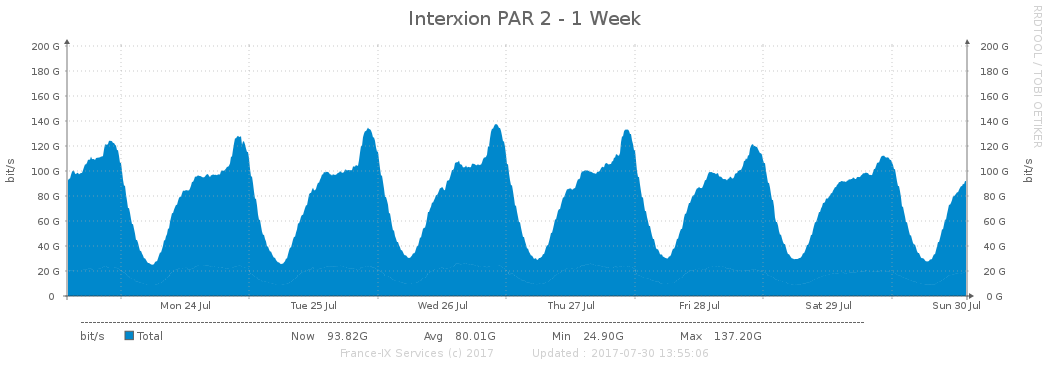 Interxion PAR 2 - 1 Week
RRDTOOL / TOBI OETIKER
bit/s
200 G
180 G
160 G
140 G
120 G
100 G
80 G
60 G
40 G
20 G
0
200 G
180 G
160 G
140 G
120 G
100 G
80 G
60 G
40 G
20 G
0 G
bit/s
Mon 24 Jul Tue 25 Jul Wed 26 Jul Thu 27 Jul Fri 28 Jul Sat 29 Jul Sun 30 Jul
bit/s Total Now 93.82G Avg 80.01G Min 24.90G Max 137.20G
France-IX Services (c) 2017 Updated : 2017-07-30 13:55:06